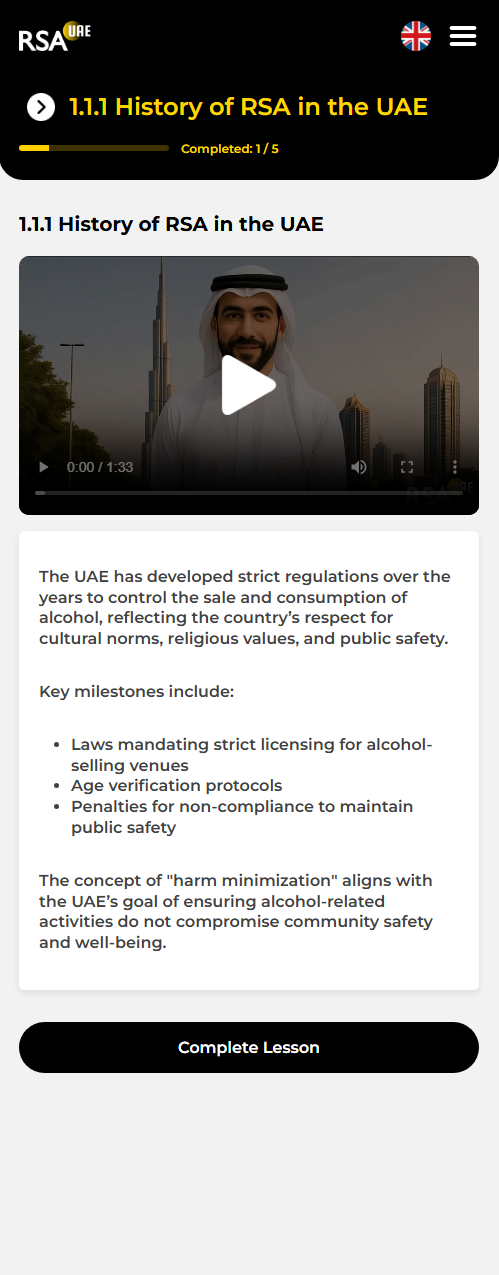 RSA UAE
1.1.1 History of RSA in the UAE
Completed: 1 / 5
1.1.1 History of RSA in the UAE
0:00 / 1:33
RSA UAE
The UAE has developed strict regulations over the
years to control the sale and consumption of
alcohol, reflecting the country’s respect for
cultural norms, religious values, and public safety.
Key milestones include:
• Laws mandating strict licensing for alcohol-
selling venues
• Age verification protocols
• Penalties for non-compliance to maintain
public safety
The concept of "harm minimization" aligns with
the UAE’s goal of ensuring alcohol-related
activities do not compromise community safety
and well-being.
Complete Lesson